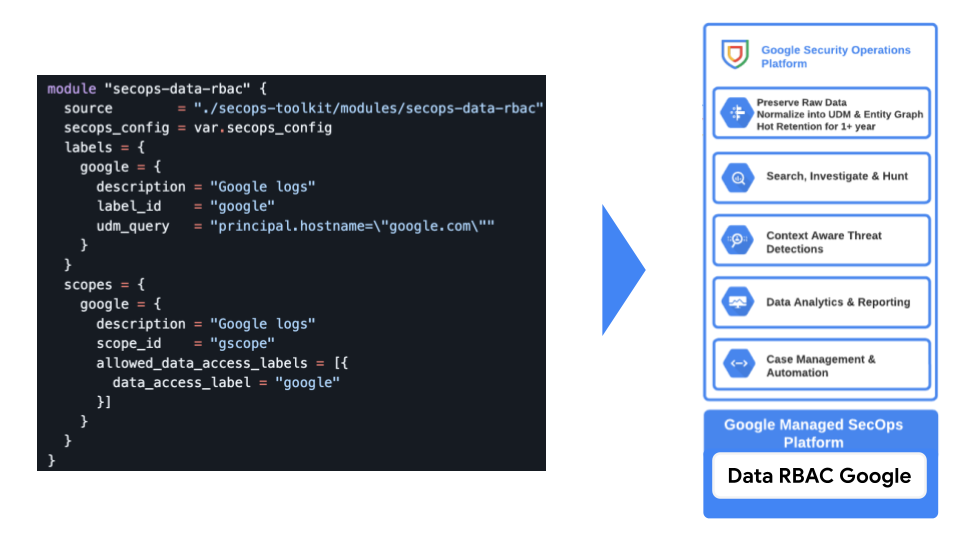 module "secops-data-rbac" {
  source        = "./secops-toolkit/modules/secops-data-rbac"
  secops_config = var.secops_config
  labels = {
    google = {
      description = "Google logs"
      label_id    = "google"
      udm_query   = "principal.hostname=\"google.com\""
    }
  }
  scopes = {
    google = {
      description = "Google logs"
      scope_id    = "gscope"
      allowed_data_access_labels = [{
        data_access_label = "google"
      }]
    }
  }
}
Google Security Operations
Platform
Preserve Raw Data
Normalize into UDM & Entity Graph
Hot Retention for 1+ year
Search, Investigate & Hunt
Context Aware Threat
Detections
Data Analytics & Reporting
Case Management &
Automation
Google Managed SecOps
Platform
Data RBAC Google